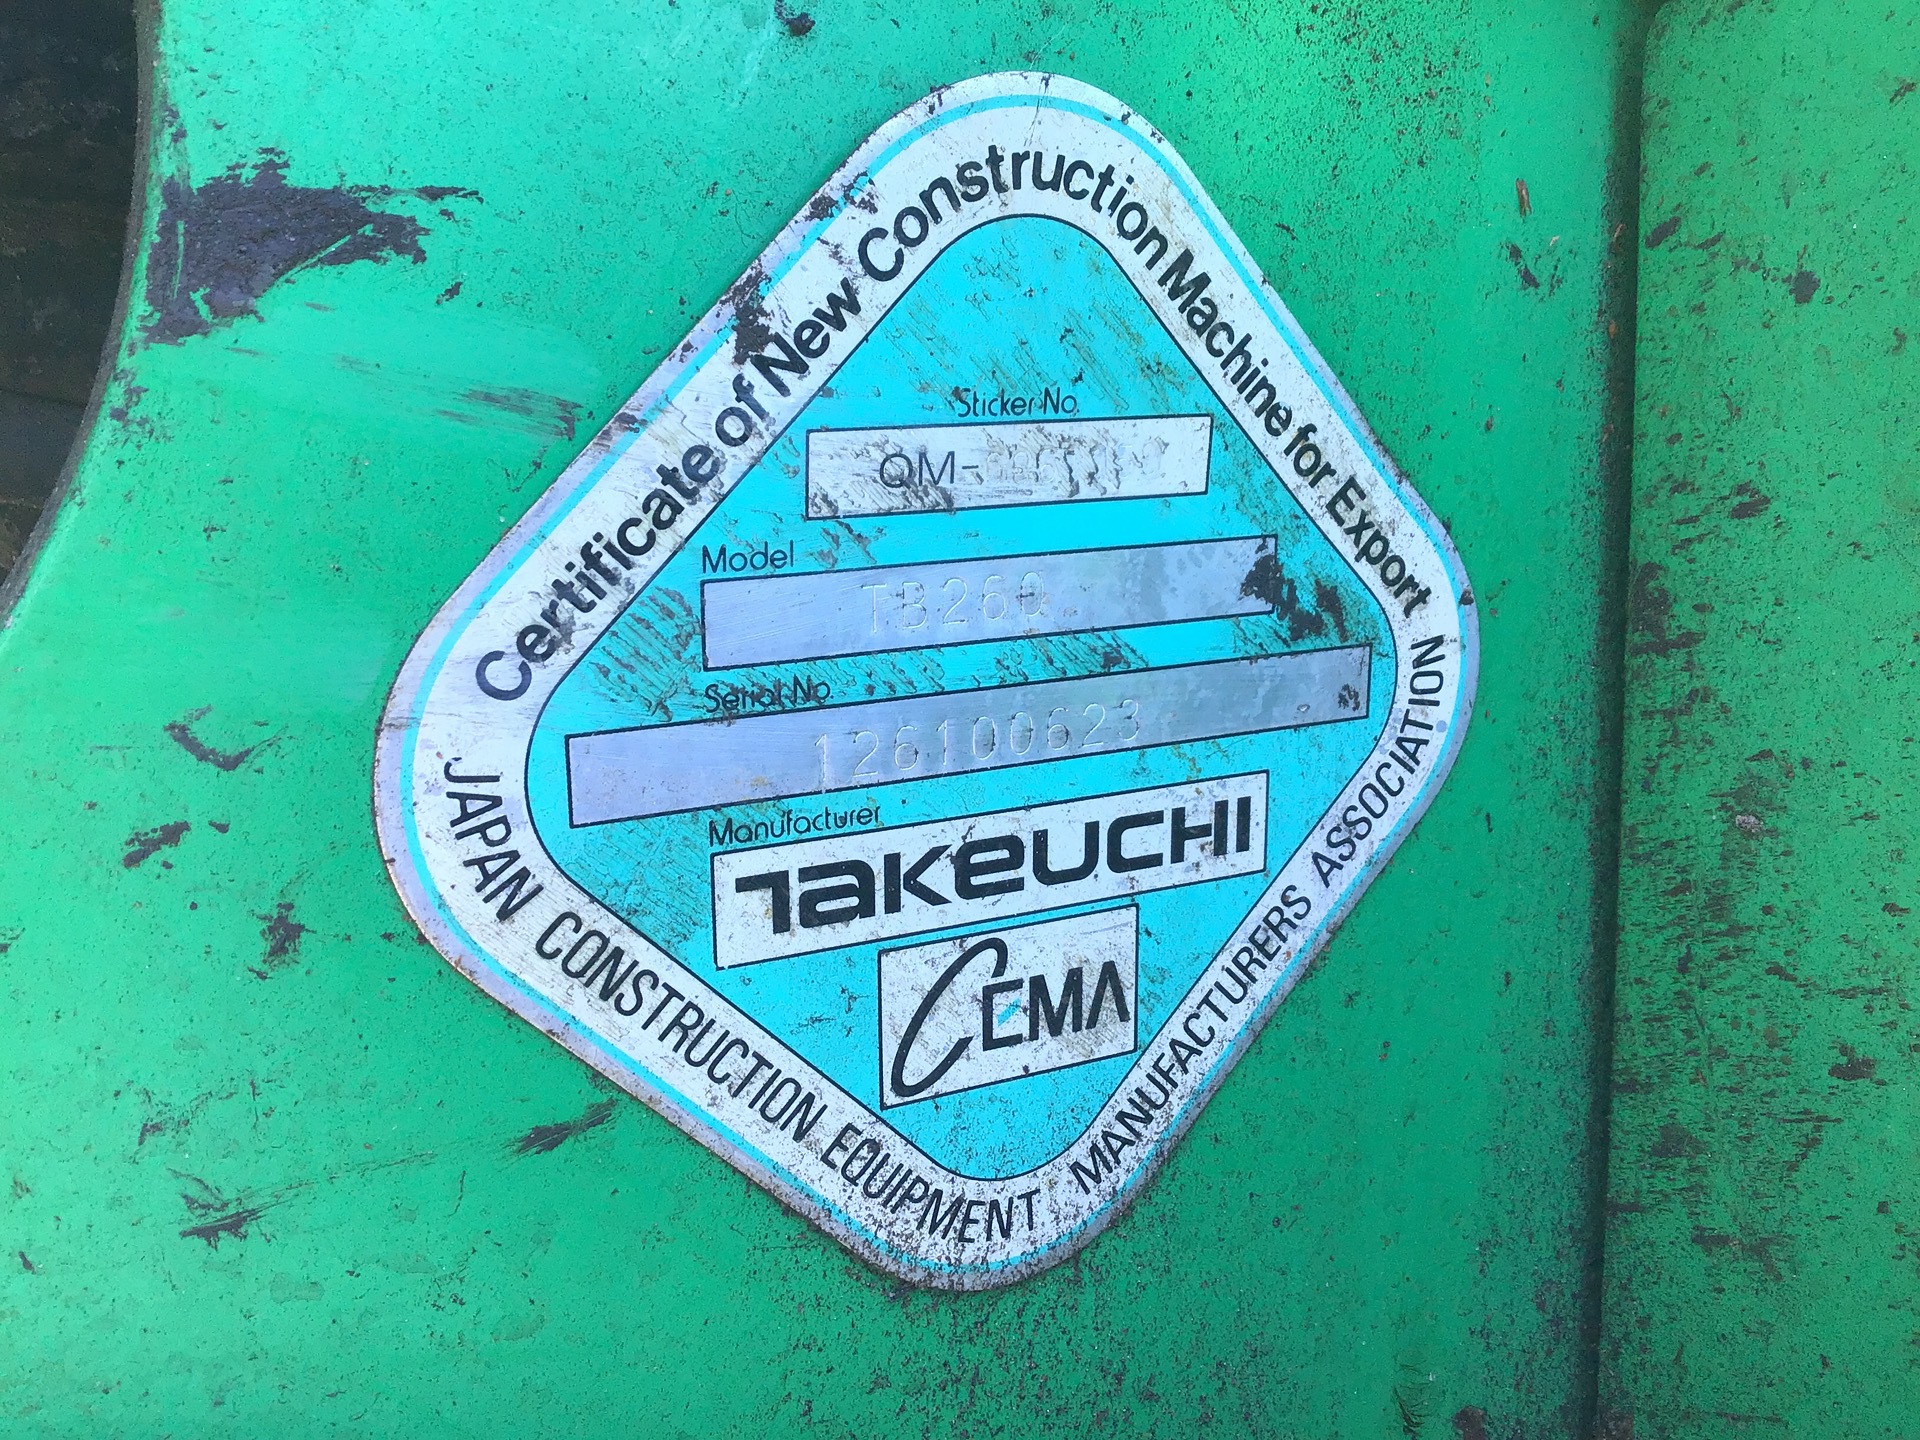 Certificate of New Construction Machine for Export
Sticker No.
QM-
Model
TB260
Serial No.
126100623
Manufacturer
TAKEUCHI
CEMA
JAPAN CONSTRUCTION EQUIPMENT MANUFACTURERS ASSOCIATION